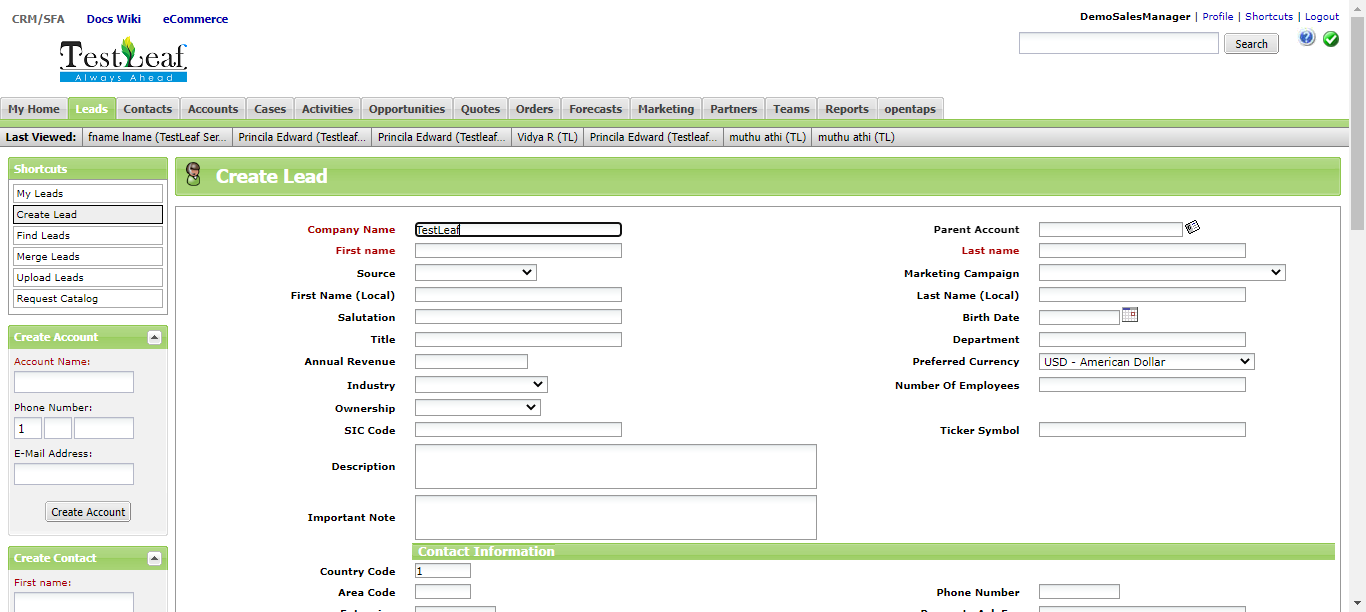 CRM/SFA Docs Wiki eCommerce
DemoSalesManager | Profile | Shortcuts | Logout
TestLeaf
Always Ahead
Search
My Home Leads Contacts Accounts Cases Activities Opportunities Quotes Orders Forecasts Marketing Partners Teams Reports opentaps
Last Viewed: fname lname (TestLeaf Ser... Princila Edward (Testleaf... Princila Edward (Testleaf... Vidya R (TL) Princila Edward (Testleaf... muthu athi (TL) muthu athi (TL)
Shortcuts
My Leads
Create Lead
Find Leads
Merge Leads
Upload Leads
Request Catalog
Create Account
Account Name:
Phone Number:
1
E-Mail Address:
Create Account
Create Contact
First name:
Create Lead
Company Name TestLeaf Parent Account
First name Last name
Source Marketing Campaign
First Name (Local) Last Name (Local)
Salutation Birth Date
Title Department
Annual Revenue Preferred Currency USD - American Dollar
Industry Number Of Employees
Ownership
SIC Code Ticker Symbol
Description
Important Note
Contact Information
Country Code 1
Area Code Phone Number